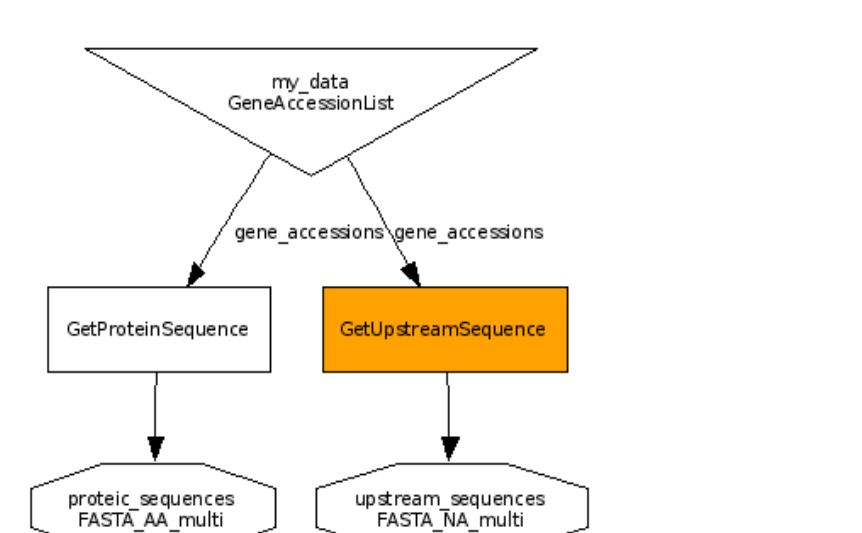 my_data
GeneAccessionList
gene_accessions
gene_accessions
GetProteinSequence
GetUpstreamSequence
proteic_sequences
FASTA_AA_multi
upstream_sequences
FASTA_NA_multi